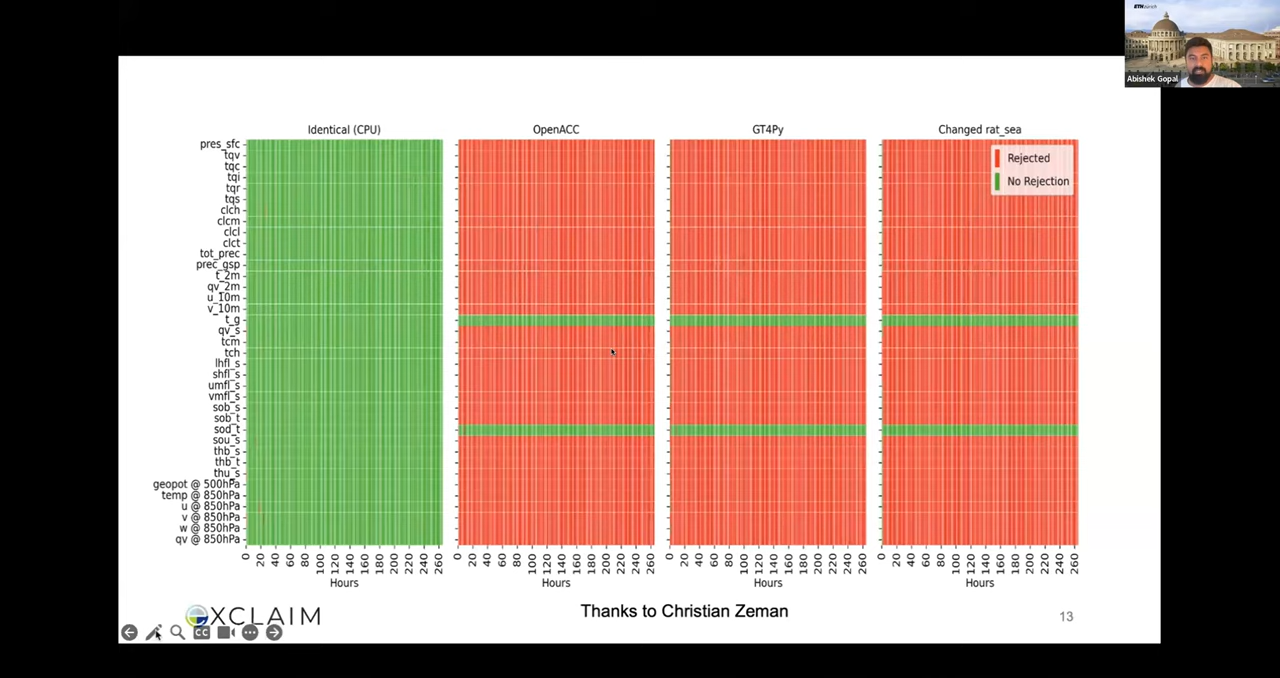 ETH zürich
Abishek Gopal
Identical (CPU)
OpenACC
GT4Py
Changed rat_sea
Rejected
No Rejection
pres_sfc
tqv
tqc
tqi
tqr
tqs
clch
clcm
clcl
clct
tot_prec
prec_gsp
t_2m
qv_2m
u_10m
v_10m
t_g
qv_s
tcm
tch
lhfl_s
shfl_s
umfl_s
vmfl_s
sob_s
sob_t
sod_t
sou_s
thb_s
thb_t
thu_s
geopot @ 500hPa
temp @ 850hPa
u @ 850hPa
v @ 850hPa
w @ 850hPa
qv @ 850hPa
0 20 40 60 80 100 120 140 160 180 200 220 240 260
0 20 40 60 80 100 120 140 160 180 200 220 240 260
0 20 40 60 80 100 120 140 160 180 200 220 240 260
0 20 40 60 80 100 120 140 160 180 200 220 240 260
Hours
Hours
Hours
Hours
EXCLAIM
Thanks to Christian Zeman
13
CC